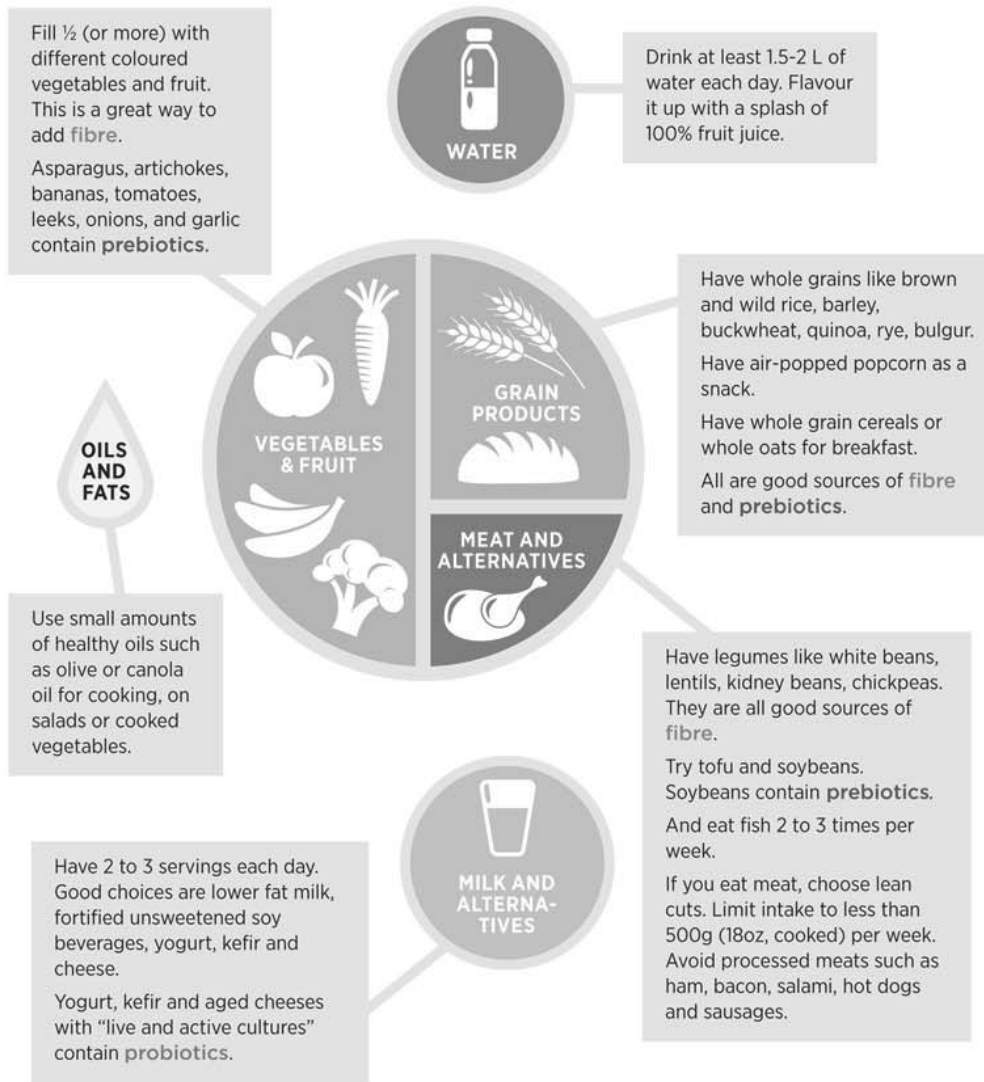 Fill ½ (or more) with
different coloured
vegetables and fruit.
This is a great way to
add fibre.
Asparagus, artichokes,
bananas, tomatoes,
leeks, onions, and garlic
contain prebiotics.
WATER
Drink at least 1.5-2 L of
water each day. Flavour
it up with a splash of
100% fruit juice.
VEGETABLES
& FRUIT
GRAIN
PRODUCTS
Have whole grains like brown
and wild rice, barley,
buckwheat, quinoa, rye, bulgur.
Have air-popped popcorn as a
snack.
Have whole grain cereals or
whole oats for breakfast.
All are good sources of fibre
and prebiotics.
OILS
AND
FATS
Use small amounts
of healthy oils such
as olive or canola
oil for cooking, on
salads or cooked
vegetables.
MEAT AND
ALTERNATIVES
Have legumes like white beans,
lentils, kidney beans, chickpeas.
They are all good sources of
fibre.
Try tofu and soybeans.
Soybeans contain prebiotics.
And eat fish 2 to 3 times per
week.
If you eat meat, choose lean
cuts. Limit intake to less than
500g (18oz, cooked) per week.
Avoid processed meats such as
ham, bacon, salami, hot dogs
and sausages.
MILK AND
ALTERNA-
TIVES
Have 2 to 3 servings each day.
Good choices are lower fat milk,
fortified unsweetened soy
beverages, yogurt, kefir and
cheese.
Yogurt, kefir and aged cheeses
with “live and active cultures”
contain probiotics.